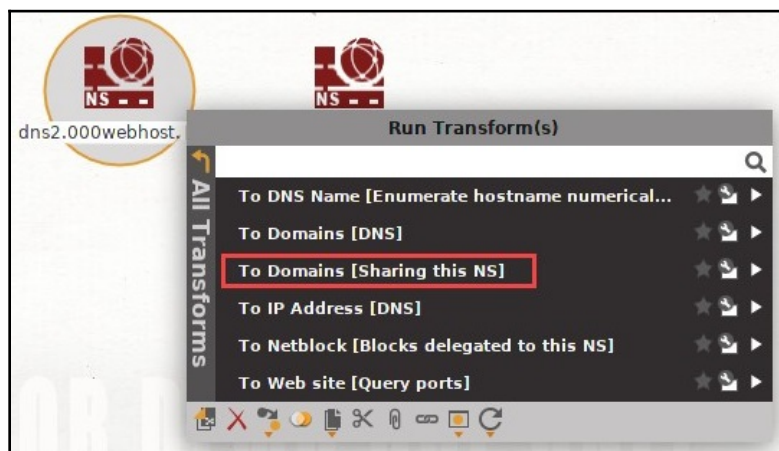 NS
NS
dns2.000webhost.
Run Transform(s)
All Transforms
To DNS Name [Enumerate hostname numerical...
To Domains [DNS]
To Domains [Sharing this NS]
To IP Address [DNS]
To Netblock [Blocks delegated to this NS]
To Web site [Query ports]